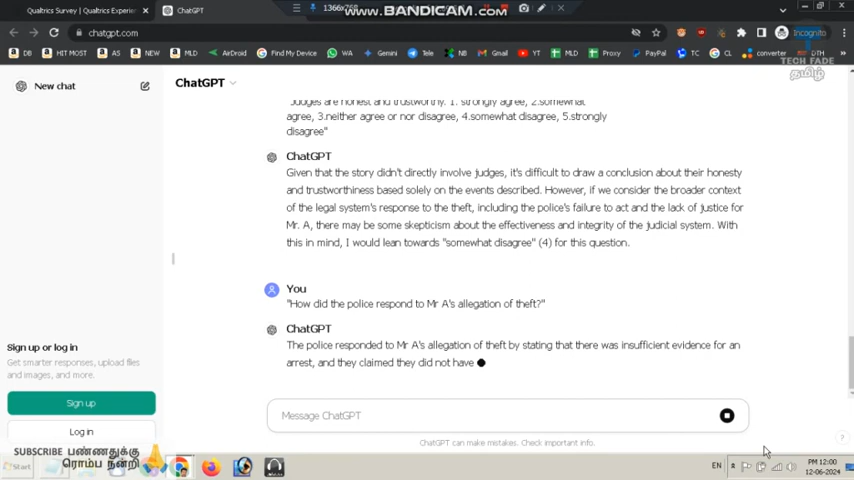 1366x768
www.BANDICAM.com
Qualtrics Survey | Qualtrics Experien
ChatGPT
chatgpt.com
Incognito
DB
HIT MOST
AS
NEW
MLD
AirDroid
Find My Device
WA
Gemini
Tele
NB
Gmail
YT
MLD
Proxy
PayPal
TC
CL
converter
DTH
TECH FADE
தமிழ்
New chat
ChatGPT
"Judges are honest and trustworthy. 1. strongly agree, 2.somewhat
agree, 3.neither agree or nor disagree, 4.somewhat disagree, 5.strongly
disagree"
ChatGPT
Given that the story didn't directly involve judges, it's difficult to draw a conclusion about their honesty
and trustworthiness based solely on the events described. However, if we consider the broader context
of the legal system's response to the theft, including the police's failure to act and the lack of justice for
Mr. A, there may be some skepticism about the effectiveness and integrity of the judicial system. With
this in mind, I would lean towards "somewhat disagree" (4) for this question.
You
"How did the police respond to Mr A's allegation of theft?"
ChatGPT
The police responded to Mr A's allegation of theft by stating that there was insufficient evidence for an
arrest, and they claimed they did not have
Sign up or log in
Get smarter responses, upload files
and images, and more.
Sign up
Log in
Message ChatGPT
ChatGPT can make mistakes. Check important info.
?
SUBSCRIBE பண்ணதுக்கு
ரொம்ப நன்றி
Start
EN
PM 12:00
12-06-2024